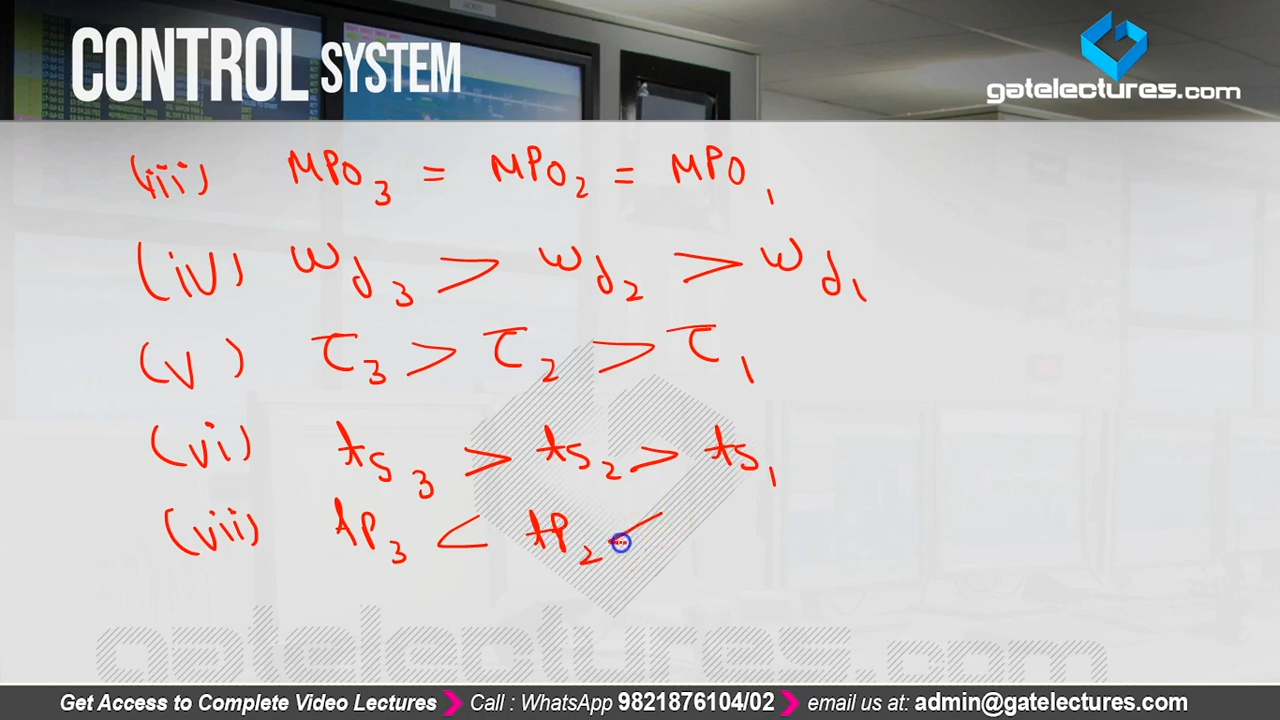 CONTROL SYSTEM
gatelectures.com
(iii) MPO₃ = MPO₂ = MPO₁
(iv) ωd₃ > ωd₂ > ωd₁
(v) τ₃ > τ₂ > τ₁
(vi) ts₃ > ts₂ > ts₁
(vii) tp₃ < tp₂ <
gatelectures.com
Get Access to Complete Video Lectures Call : WhatsApp 9821876104/02 email us at: admin@gatelectures.com